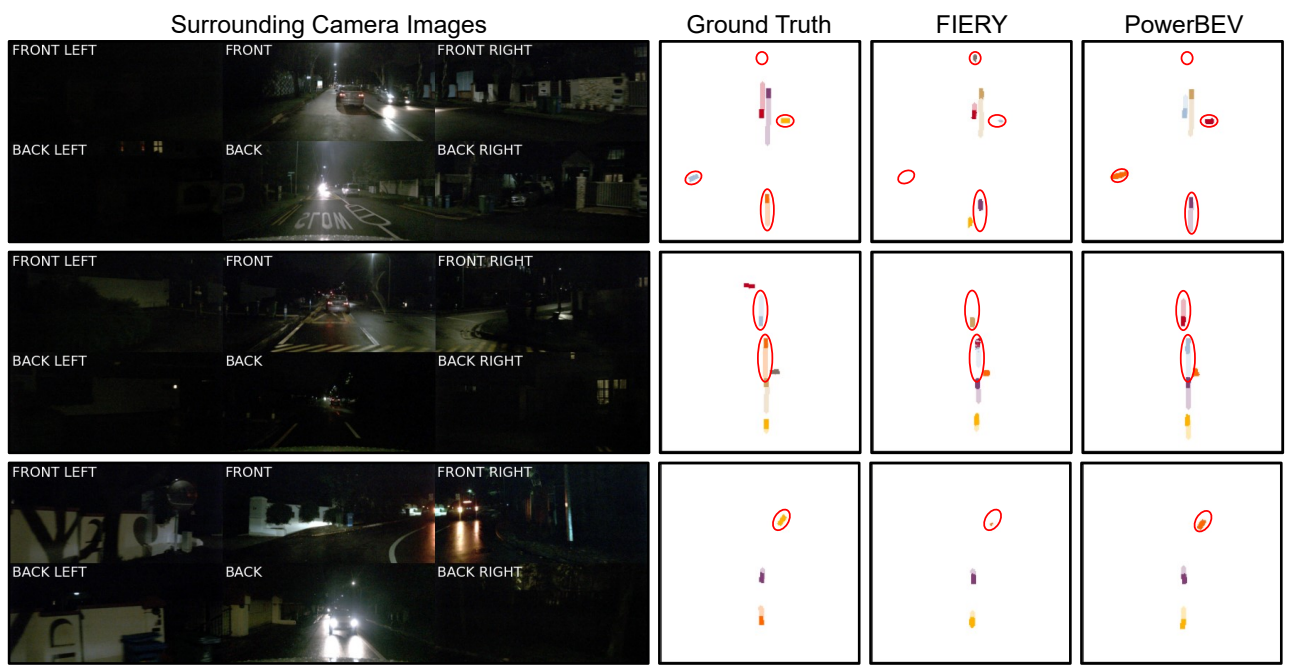 Surrounding Camera Images Ground Truth FIERY PowerBEV
FRONT LEFT FRONT FRONT RIGHT
BACK LEFT BACK BACK RIGHT
FRONT LEFT FRONT FRONT RIGHT
BACK LEFT BACK BACK RIGHT
FRONT LEFT FRONT FRONT RIGHT
BACK LEFT BACK BACK RIGHT